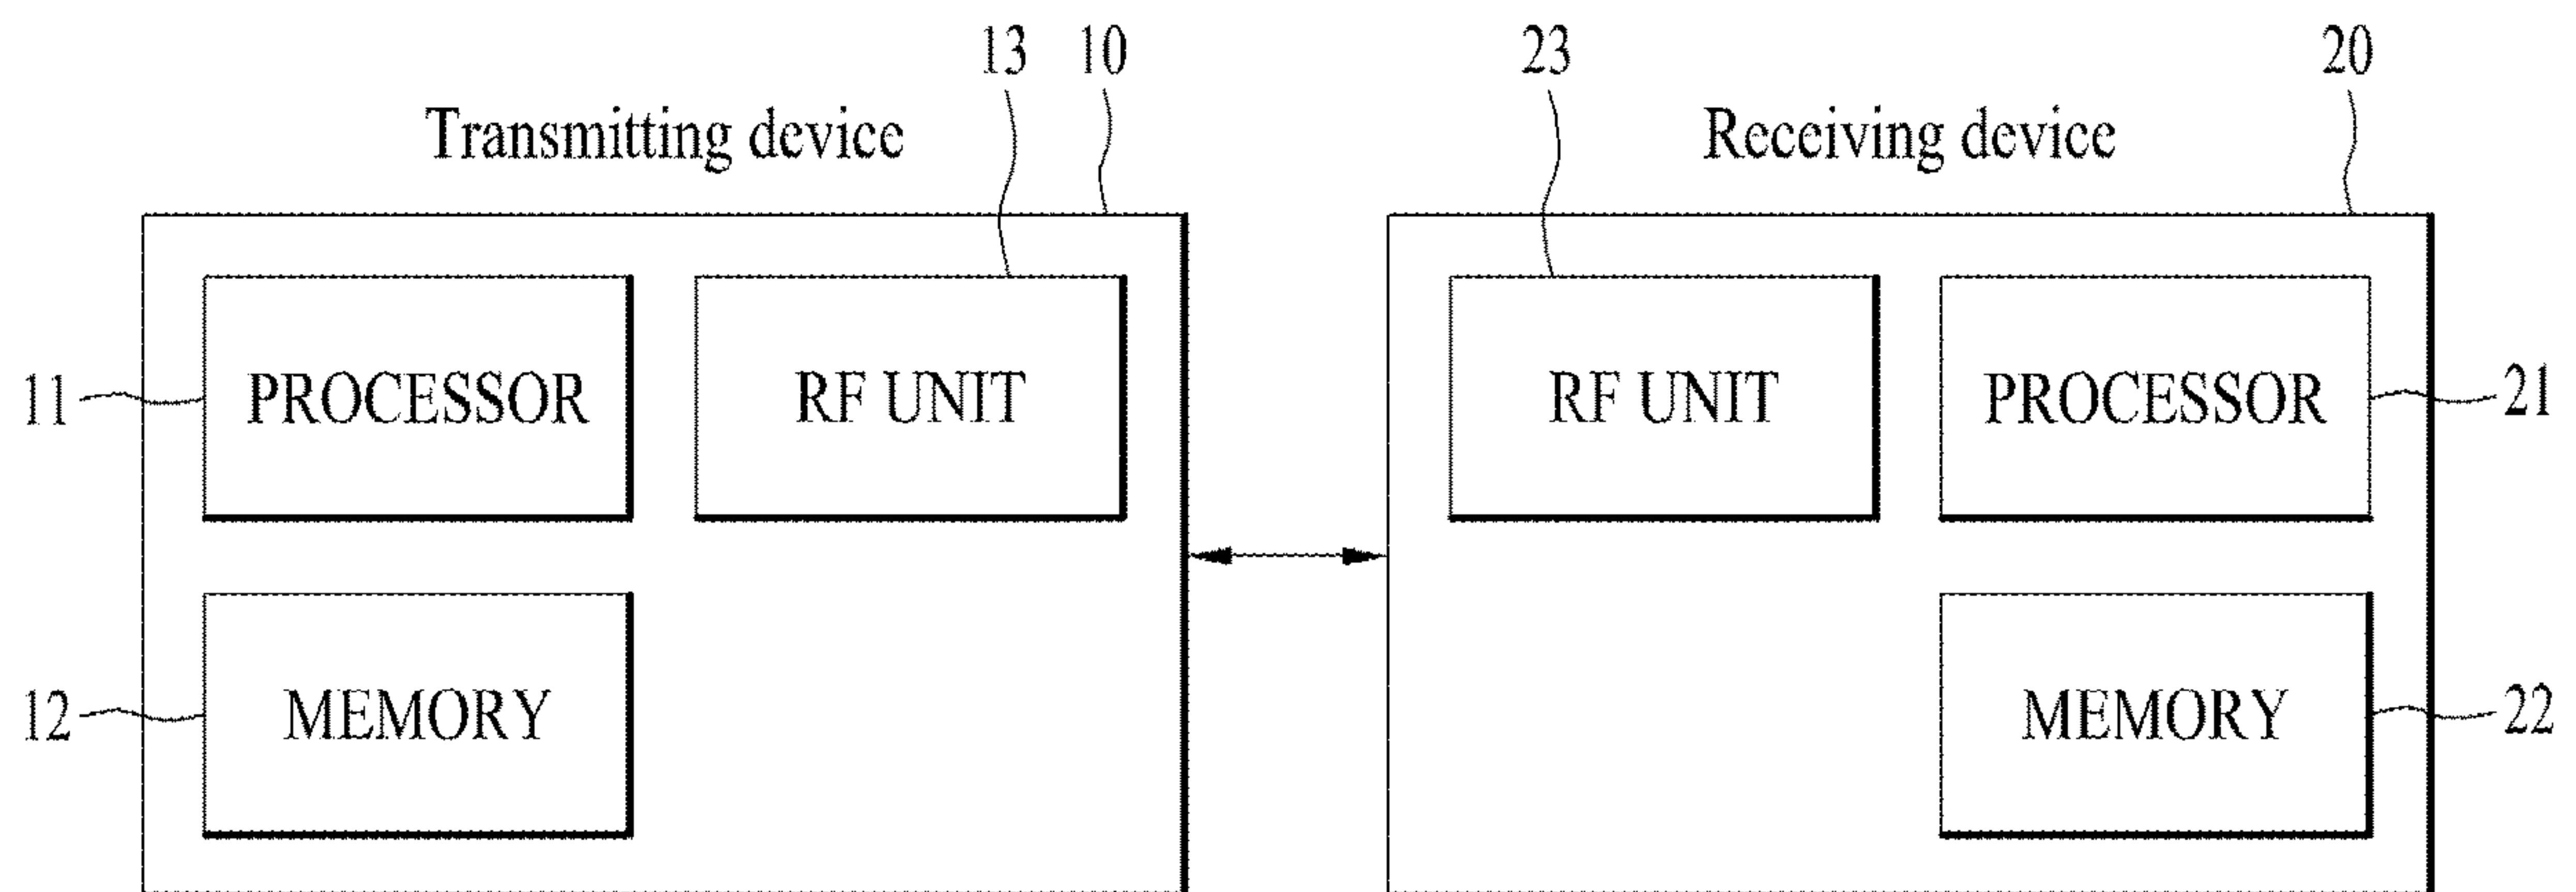 13 10 23 20
Transmitting device Receiving device
11 PROCESSOR RF UNIT RF UNIT PROCESSOR 21
12 MEMORY MEMORY 22